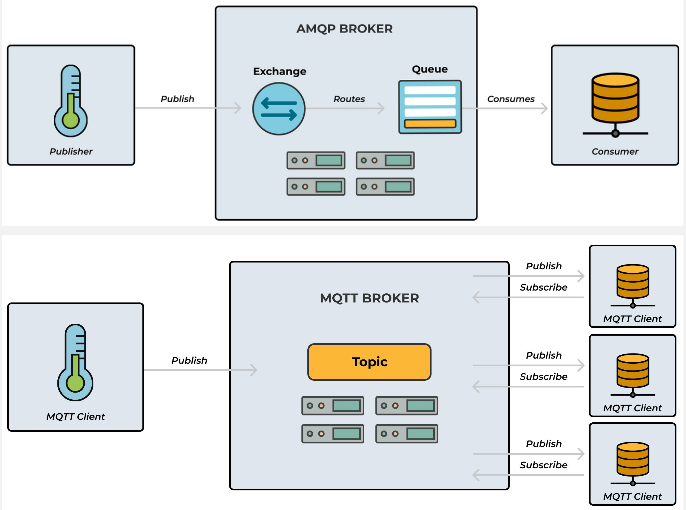 AMQP BROKER
Exchange
Queue
Publish
Routes
Consumes
Publisher
Consumer
MQTT BROKER
Topic
Publish
MQTT Client
Publish
Subscribe
MQTT Client
Publish
Subscribe
MQTT Client
Publish
Subscribe
MQTT Client